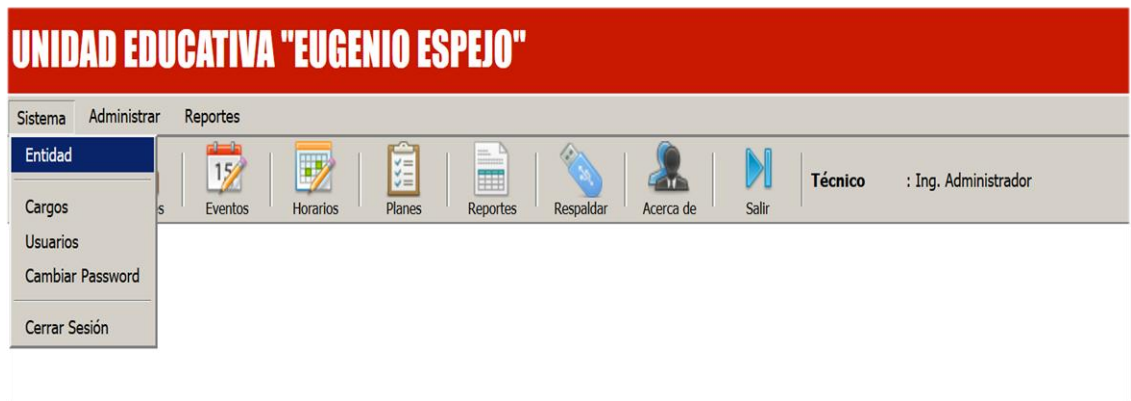 UNIDAD EDUCATIVA "EUGENIO ESPEJO"
Sistema Administrar Reportes
Entidad
Cargos
Usuarios
Cambiar Password
Cerrar Sesión
15
Eventos Horarios Planes Reportes Respaldar Acerca de Salir
Técnico : Ing. Administrador